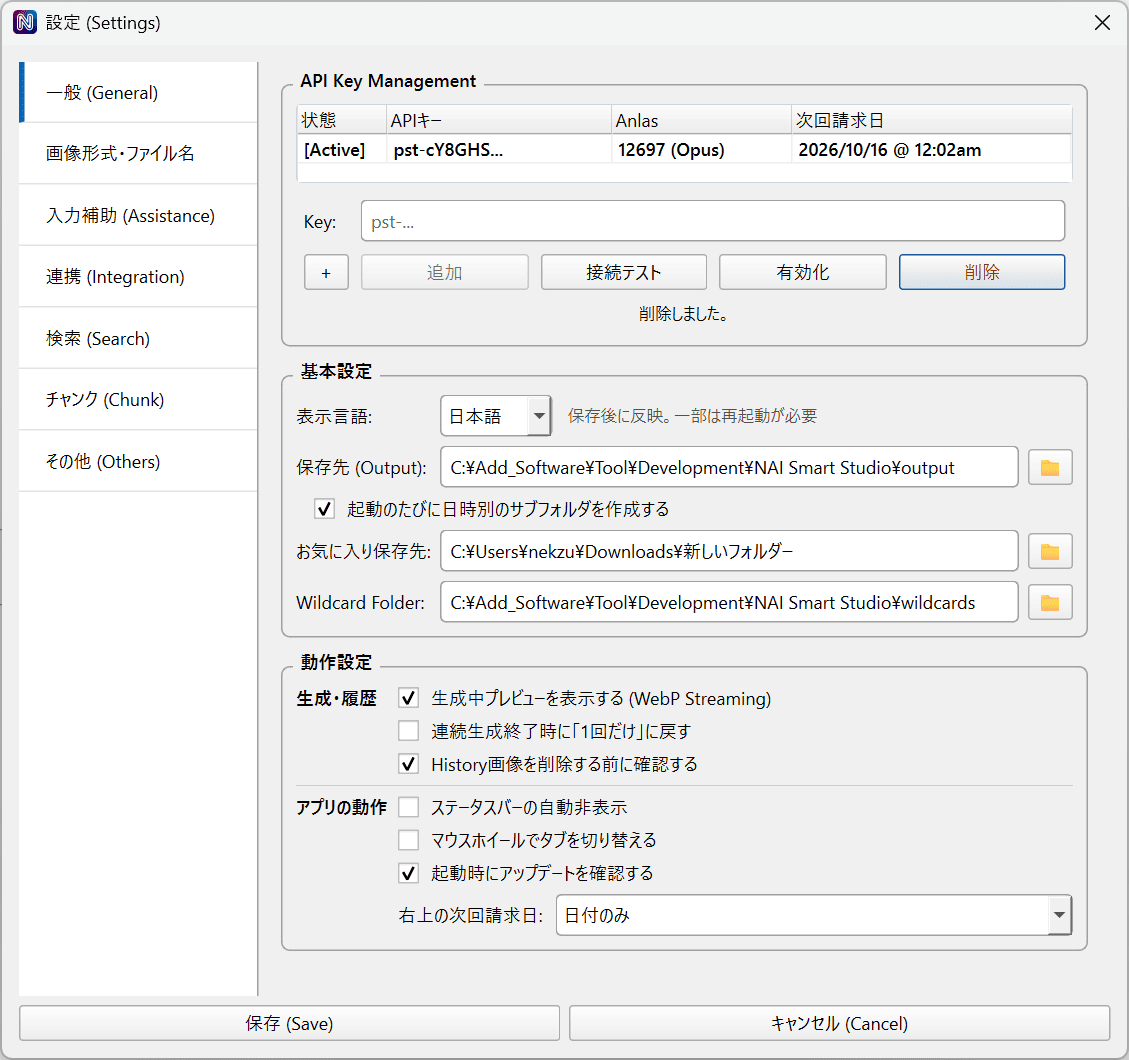 設定 (Settings)
一般 (General)
画像形式・ファイル名
入力補助 (Assistance)
連携 (Integration)
検索 (Search)
チャンク (Chunk)
その他 (Others)
API Key Management
状態 APIキー Anlas 次回請求日
[Active] pst-cY8GHS... 12697 (Opus) 2026/10/16 @ 12:02am
Key: pst-...
+ 追加 接続テスト 有効化 削除
削除しました。
基本設定
表示言語: 日本語 保存後に反映。一部は再起動が必要
保存先 (Output): C:¥Add_Software¥Tool¥Development¥NAI Smart Studio¥output
起動のたびに日時別のサブフォルダを作成する
お気に入り保存先: C:¥Users¥nekzu¥Downloads¥新しいフォルダー
Wildcard Folder: C:¥Add_Software¥Tool¥Development¥NAI Smart Studio¥wildcards
動作設定
生成・履歴 生成中プレビューを表示する (WebP Streaming)
連続生成終了時に「1回だけ」に戻す
History画像を削除する前に確認する
アプリの動作 ステータスバーの自動非表示
マウスホイールでタブを切り替える
起動時にアップデートを確認する
右上の次回請求日: 日付のみ
保存 (Save) キャンセル (Cancel)